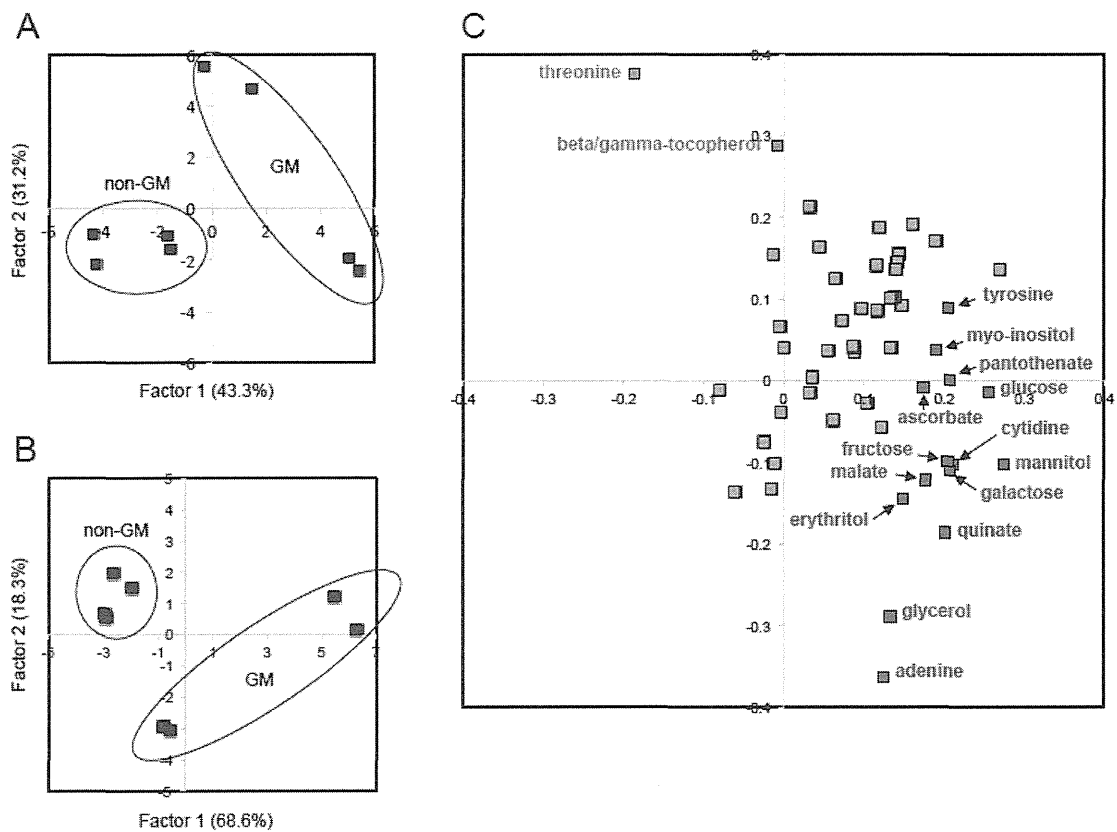 A
6
4
2
0
-6
-4
-2
0
2
4
6
-2
-4
-6
GM
non-GM
Factor 2 (31.2%)
Factor 1 (43.3%)
B
5
4
3
2
1
0
-5
-3
-1
1
3
5
7
-1
-2
-3
-4
-5
non-GM
GM
Factor 2 (18.3%)
Factor 1 (68.6%)
C
0.4
threonine
0.3
beta/gamma-tocopherol
0.2
0.1
tyrosine
myo-inositol
pantothenate
-0.4
-0.3
-0.2
-0.1
0
0
0.1
0.2
0.3
0.4
glucose
ascorbate
cytidine
fructose
-0.1
mannitol
malate
galactose
erythritol
-0.2
quinate
glycerol
-0.3
adenine
-0.4